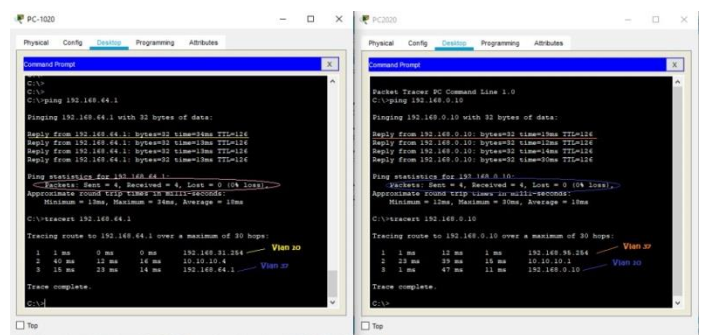 PC-1020
Physical Config Desktop Programming Attributes
Command Prompt X
C:\>
C:\>
C:\>ping 192.168.64.1
Pinging 192.168.64.1 with 32 bytes of data:
Reply from 192.168.64.1: bytes=32 time=34ms TTL=126
Reply from 192.168.64.1: bytes=32 time=13ms TTL=126
Reply from 192.168.64.1: bytes=32 time=13ms TTL=126
Reply from 192.168.64.1: bytes=32 time=13ms TTL=126
Ping statistics for 192.168.64.1:
Packets: Sent = 4, Received = 4, Lost = 0 (0% loss),
Approximate round trip times in milli-seconds:
Minimum = 13ms, Maximum = 34ms, Average = 18ms
C:\>tracert 192.168.64.1
Tracing route to 192.168.64.1 over a maximum of 30 hops:
1 1 ms 0 ms 0 ms 192.168.31.254 Vlan 20
2 40 ms 12 ms 16 ms 10.10.10.4
3 15 ms 23 ms 14 ms 192.168.64.1 Vlan
Trace complete.
C:\>
Top
PC2020
Physical Config Desktop Programming Attributes
Command Prompt X
Packet Tracer PC Command Line 1.0
C:\>ping 192.168.0.10
Pinging 192.168.0.10 with 32 bytes of data:
Reply from 192.168.0.10: bytes=32 time=19ms TTL=126
Reply from 192.168.0.10: bytes=32 time=12ms TTL=126
Reply from 192.168.0.10: bytes=32 time=14ms TTL=126
Reply from 192.168.0.10: bytes=32 time=30ms TTL=126
Ping statistics for 192.168.0.10:
Packets: Sent = 4, Received = 4, Lost = 0 (0% loss),
Approximate round trip times in milli-seconds:
Minimum = 12ms, Maximum = 30ms, Average = 18ms
C:\>tracert 192.168.0.10
Tracing route to 192.168.0.10 over a maximum of 30 hops:
1 1 ms 12 ms 1 ms 192.168.95.254 Vlan
2 23 ms 39 ms 15 ms 10.10.10.1
3 1 ms 47 ms 11 ms 192.168.0.10 Vlan
Trace complete.
C:\>
Top